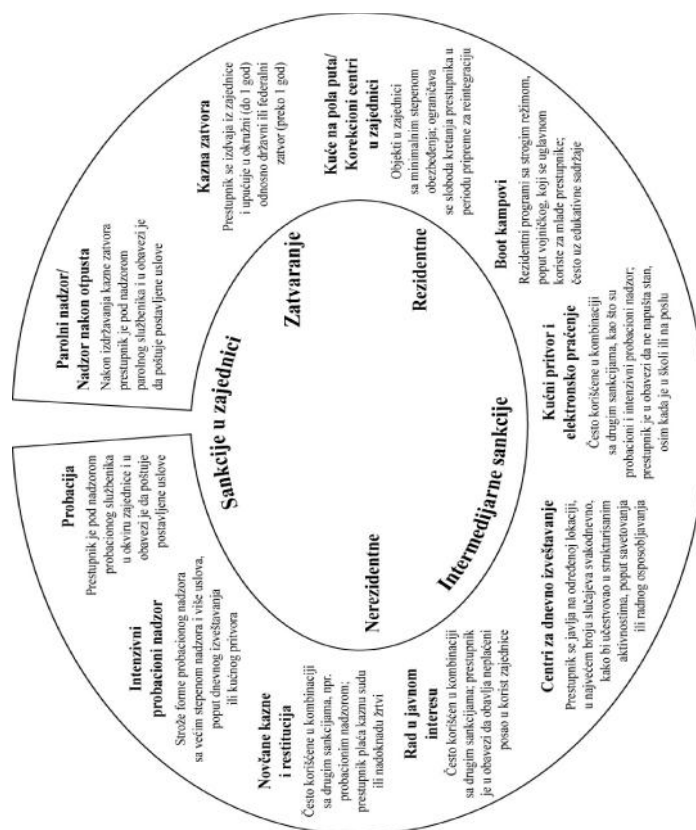 Probacija
Prestupnik je pod nadzorom
probacionog službenika
u okviru zajednice i u
obavezi je da poštuje
postavljene uslove
Intenzivni
probacioni nadzor
Strože forme probacionog nadzora
sa većim stepenom nadzora i više uslova,
poput dnevnog izveštavanja
ili kućnog pritvora
Novčane kazne
i restitucija
Često korišćene u kombinaciji
sa drugim sankcijama, npr.
probacionim nadzorom;
prestupnik plaća kaznu sudu
ili nadoknadu žrtvi
Rad u javnom
interesu
Često korišćen u kombinaciji
sa drugim sankcijama; prestupnik
je u obavezi da obavlja neplaćeni
posao u korist zajednice
Centri za dnevno izveštavanje
Prestupnik se javlja na određenoj lokaciji,
u najvećem broju slučajeva svakodnevno,
kako bi učestvovao u strukturisanim
aktivnostima, poput savetovanja
ili radnog osposobljavanja
Kućni pritvor i
elektronsko praćenje
Često korišćene u kombinaciji
sa drugim sankcijama, kao što su
probacioni i intenzivni probacioni nadzor;
prestupnik je u obavezi da ne napušta stan,
osim kada je u školi ili na poslu
Boot kampovi
Rezidentni programi sa strogim režimom,
poput vojničkog, koji se uglavnom
koriste za mlade prestupnike;
često uz edukativne sadržaje
Kuće na pola puta/
Korekcioni centri
u zajednici
Objekti u zajednici
sa minimalnim stepenom
obezbeđenja; ograničava
se sloboda kretanja prestupnika u
periodu pripreme za reintegraciju
Kazna zatvora
Prestupnik se izdvaja iz zajednice
i upućuje u okružni (do 1 god)
odnosno državni ili federalni
zatvor (preko 1 god)
Parolni nadzor/
Nadzor nakon otpusta
Nakon izdržavanja kazne zatvora
prestupnik je pod nadzorom
parolnog službenika i u obavezi je
da poštuje postavljene uslove
Sankcije u zajednici
Zatvaranje
Rezidentne
Nerezidentne
Intermedijarne sankcije